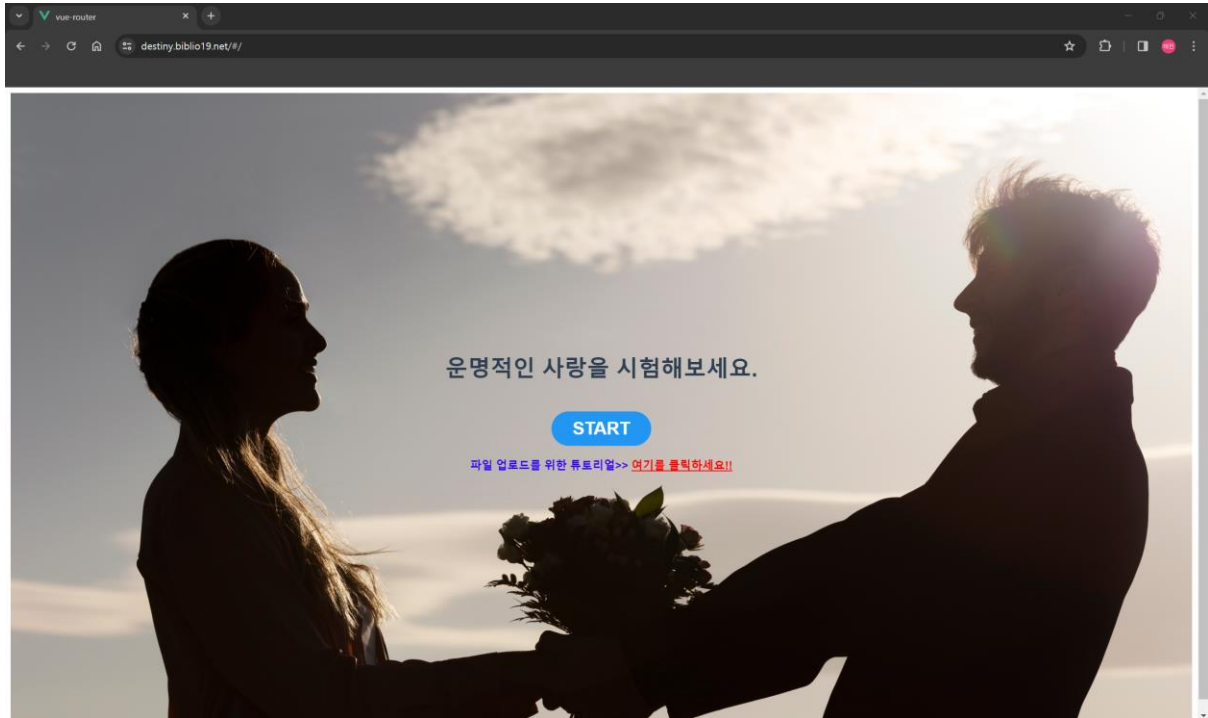 vue-router
destiny.biblio19.net/#/
운명적인 사랑을 시험해보세요.
START
파일 업로드를 위한 튜토리얼>> 여기를 클릭하세요!!